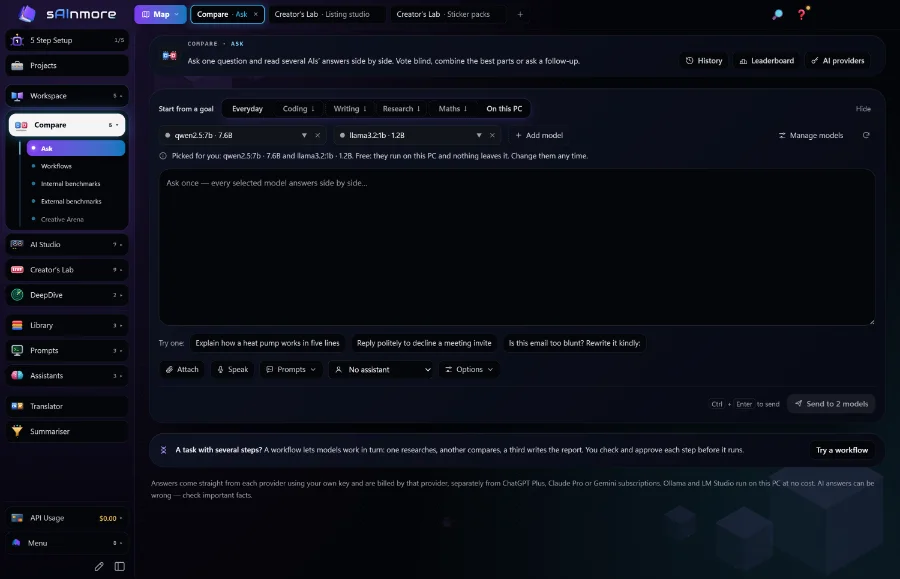 sAInmore
Map
Compare · Ask ×
Creator's Lab · Listing studio
Creator's Lab · Sticker packs
+
5 Step Setup 1/5
Projects
Workspace
Compare
Ask
Workflows
Internal benchmarks
External benchmarks
Creative Arena
AI Studio
Creator's Lab
DeepDive
Library
Prompts
Assistants
Translator
Summariser
API Usage $0.00
Menu
COMPARE · ASK
Ask one question and read several AIs' answers side by side. Vote blind, combine the best parts or ask a follow-up.
History
Leaderboard
AI providers
Start from a goal
Everyday
Coding ↓
Writing ↓
Research ↓
Maths ↓
On this PC
Hide
qwen2.5:7b · 7.6B
llama3.2:1b · 1.2B
+ Add model
Manage models
Picked for you: qwen2.5:7b · 7.6B and llama3.2:1b · 1.2B. Free: they run on this PC and nothing leaves it. Change them any time.
Ask once — every selected model answers side by side...
Try one:
Explain how a heat pump works in five lines
Reply politely to decline a meeting invite
Is this email too blunt? Rewrite it kindly:
Attach
Speak
Prompts
No assistant
Options
Ctrl + Enter to send
Send to 2 models
A task with several steps? A workflow lets models work in turn: one researches, another compares, a third writes the report. You check and approve each step before it runs.
Try a workflow
Answers come straight from each provider using your own key and are billed by that provider, separately from ChatGPT Plus, Claude Pro or Gemini subscriptions. Ollama and LM Studio run on this PC at no cost. AI answers can be
wrong — check important facts.